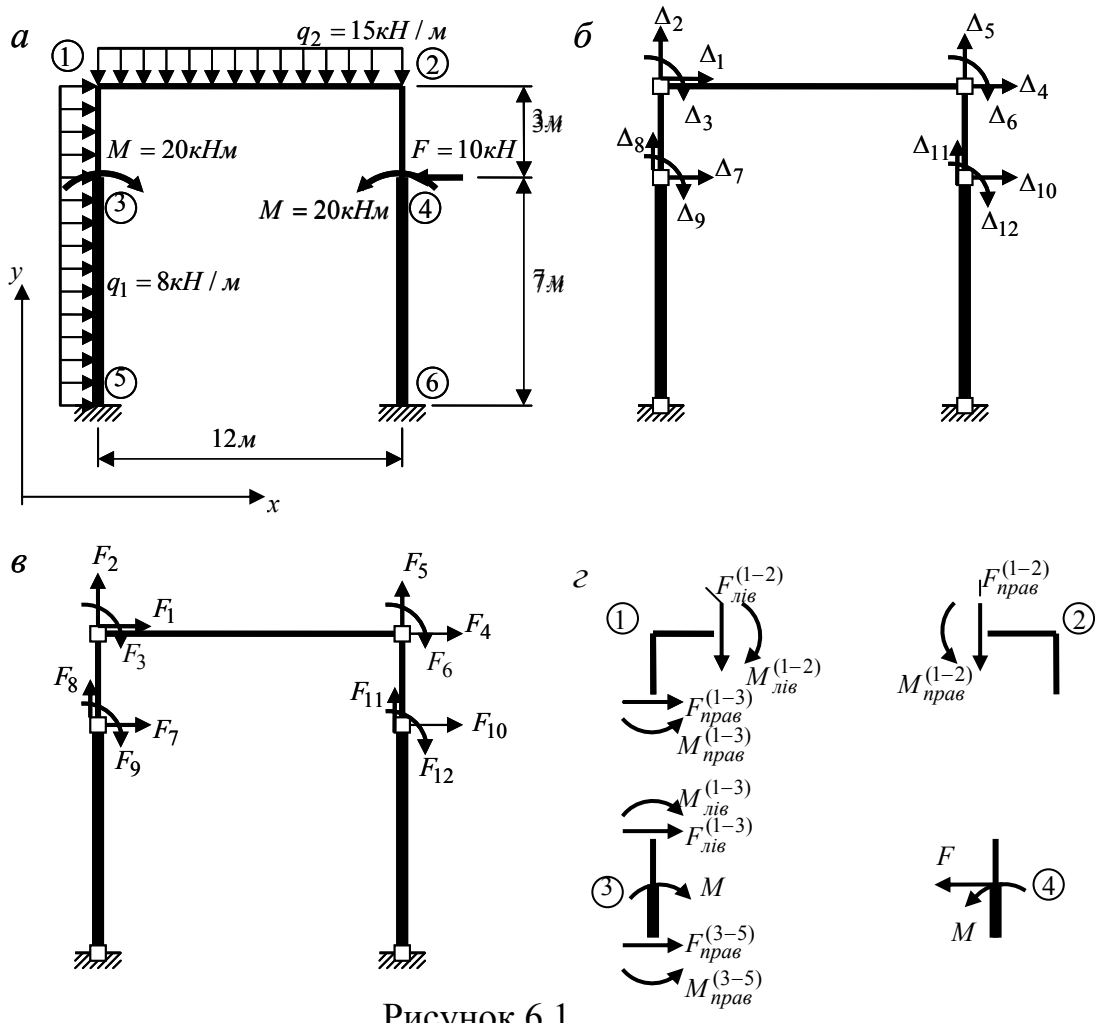 а
1
q₂ = 15кН / м
2
3м
M = 20кНм
F = 10кН
3
M = 20кНм
4
y
q₁ = 8кН / м
7м
5
6
12м
x
б
Δ₂
Δ₁
Δ₃
Δ₅
Δ₄
Δ₆
Δ₈
Δ₇
Δ₉
Δ₁₁
Δ₁₀
Δ₁₂
в
F₂
F₁
F₃
F₅
F₄
F₆
F₈
F₇
F₉
F₁₁
F₁₀
F₁₂
г
1
F_лів^(1−2)
M_лів^(1−2)
F_прав^(1−3)
M_прав^(1−3)
F_прав^(1−2)
M_прав^(1−2)
2
M_лів^(1−3)
F_лів^(1−3)
3
M
F_прав^(3−5)
M_прав^(3−5)
F
M
4
Рисунок 6.1